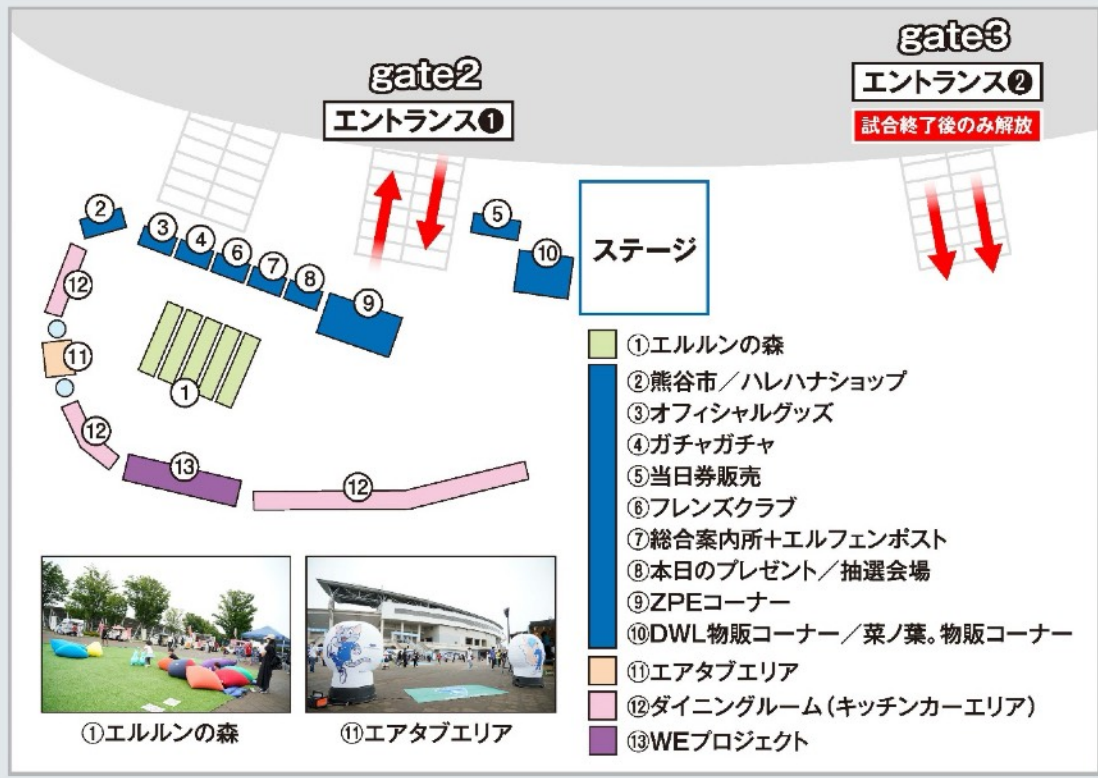 gate2
エントランス❶
gate3
エントランス❷
試合終了後のみ解放
②
③
④
⑥
⑦
⑧
⑨
⑤
⑩
ステージ
⑫
⑪
①
⑫
⑬
⑫
①エルルンの森
②熊谷市／ハレハナショップ
③オフィシャルグッズ
④ガチャガチャ
⑤当日券販売
⑥フレンズクラブ
⑦総合案内所＋エルフェンポスト
⑧本日のプレゼント／抽選会場
⑨ZPEコーナー
⑩DWL物販コーナー／菜ノ葉。物販コーナー
⑪エアタブエリア
⑫ダイニングルーム（キッチンカーエリア）
⑬WEプロジェクト
①エルルンの森
⑪エアタブエリア